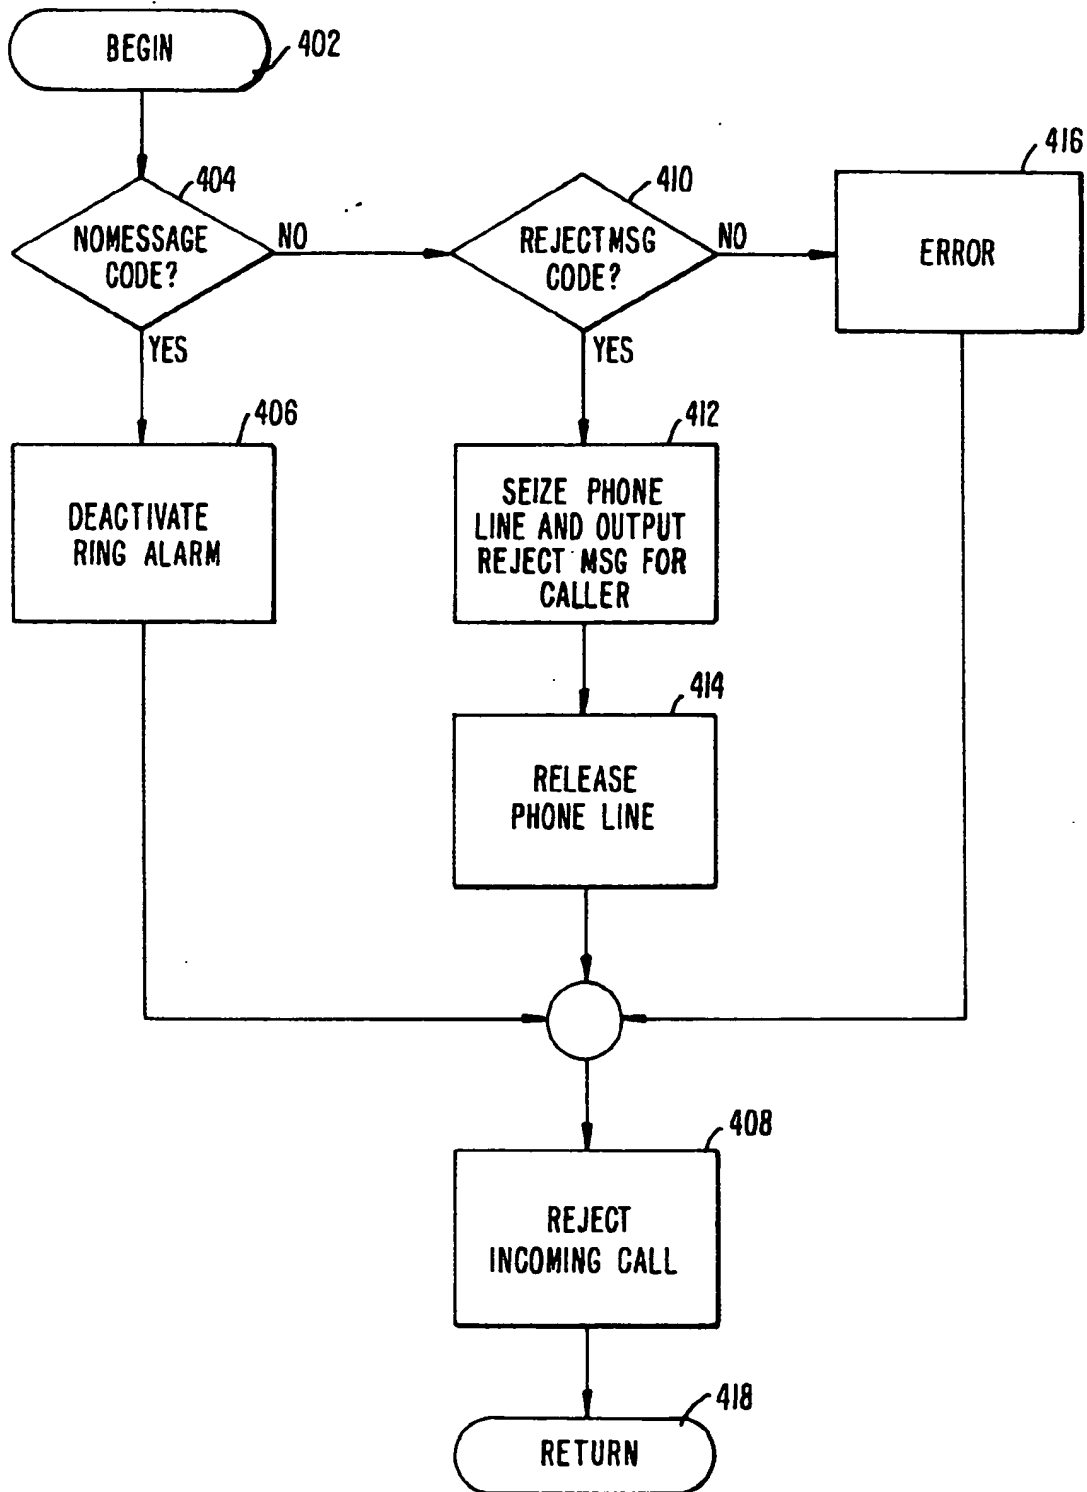 BEGIN
402
404
NOMESSAGE
CODE?
NO
YES
410
REJECTMSG
CODE?
NO
YES
416
ERROR
406
DEACTIVATE
RING ALARM
412
SEIZE PHONE
LINE AND OUTPUT
REJECT MSG FOR
CALLER
414
RELEASE
PHONE LINE
408
REJECT
INCOMING CALL
418
RETURN